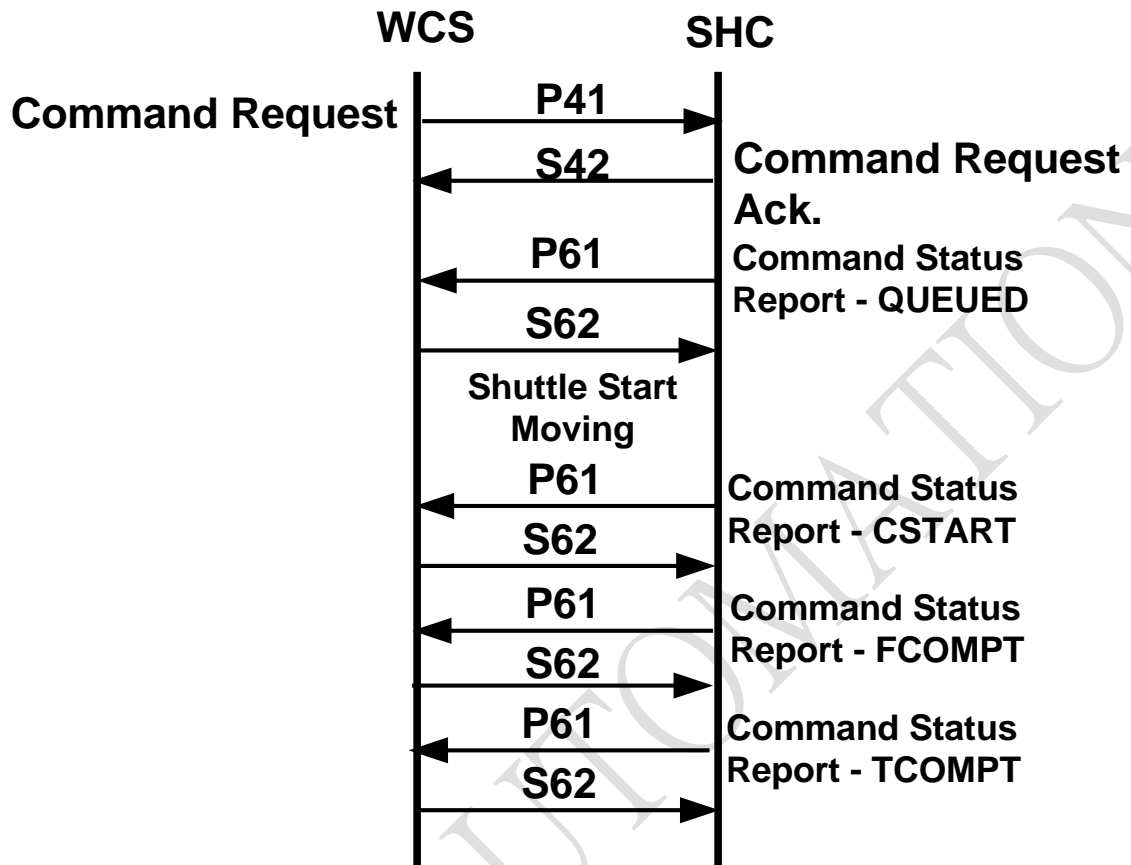 WCS
SHC
Command Request
P41
S42
Command Request
Ack.
P61
Command Status
Report - QUEUED
S62
Shuttle Start
Moving
P61
Command Status
Report - CSTART
S62
P61
Command Status
Report - FCOMPT
S62
P61
Command Status
Report - TCOMPT
S62
UTOMATION